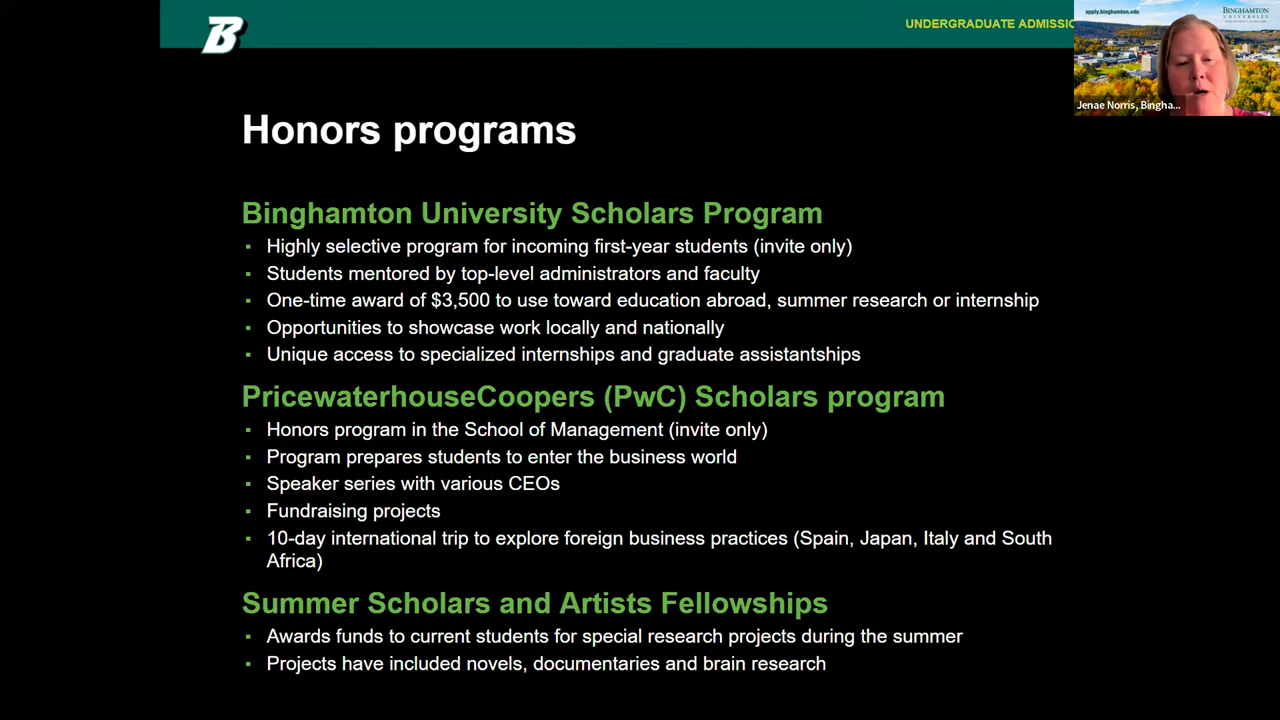 B
UNDERGRADUATE ADMISSIO
apply.binghamton.edu
BINGHAMTON
UNIVERSITY
Jenae Norris, Bingha...
Honors programs
Binghamton University Scholars Program
▪ Highly selective program for incoming first-year students (invite only)
▪ Students mentored by top-level administrators and faculty
▪ One-time award of $3,500 to use toward education abroad, summer research or internship
▪ Opportunities to showcase work locally and nationally
▪ Unique access to specialized internships and graduate assistantships
PricewaterhouseCoopers (PwC) Scholars program
▪ Honors program in the School of Management (invite only)
▪ Program prepares students to enter the business world
▪ Speaker series with various CEOs
▪ Fundraising projects
▪ 10-day international trip to explore foreign business practices (Spain, Japan, Italy and South
Africa)
Summer Scholars and Artists Fellowships
▪ Awards funds to current students for special research projects during the summer
▪ Projects have included novels, documentaries and brain research